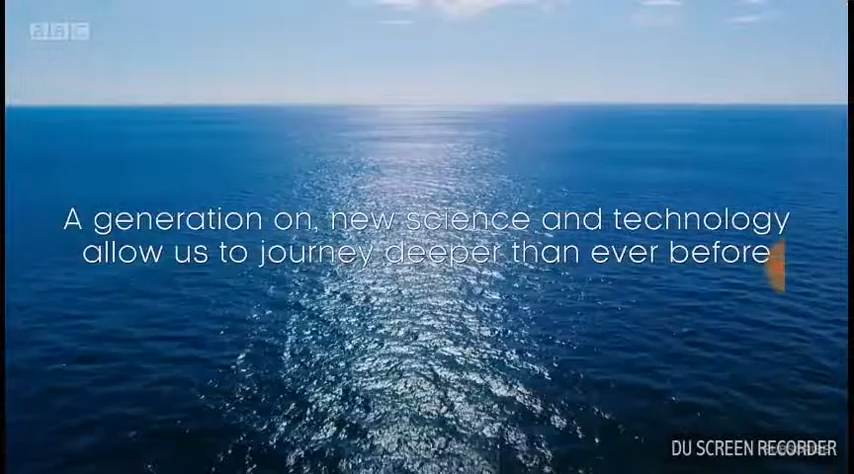 BBC
A generation on, new science and technology
allow us to journey deeper than ever before
DU SCREEN RECORDER